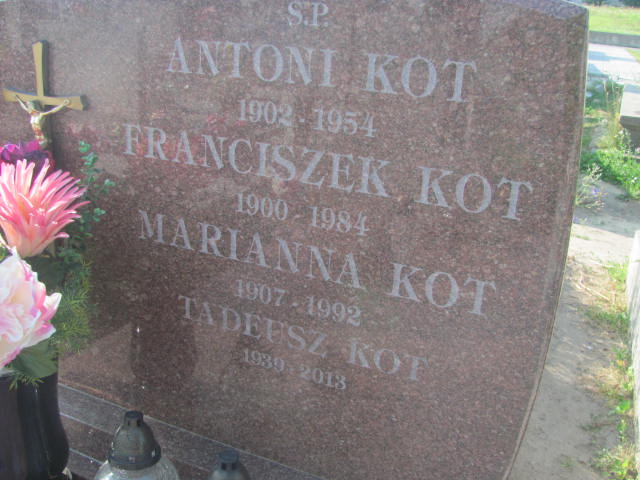 Ś.P.
ANTONI KOT
1902 - 1954
FRANCISZEK KOT
1900 - 1984
MARIANNA KOT
1907 - 1992
TADEUSZ KOT
1939 - 2013